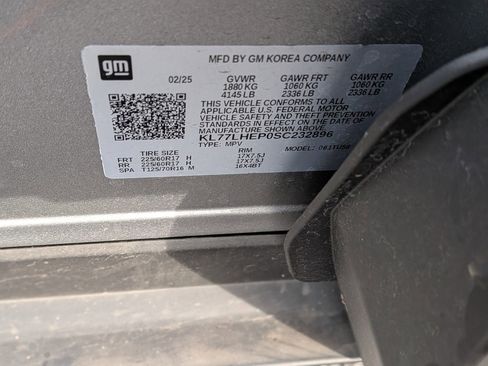 gm
MFD BY GM KOREA COMPANY
02/25 GVWR GAWR FRT GAWR RR
1880 KG 1060 KG 1060 KG
4145 LB 2336 LB 2336 LB
THIS VEHICLE CONFORMS TO ALL
APPLICABLE U.S. FEDERAL MOTOR
VEHICLE SAFETY AND THEFT PREVENTION
STANDARDS IN EFFECT ON THE DATE OF
MANUFACTURE SHOWN ABOVE.
KL77LHEP0SC232896
TYPE: MPV MODEL:
TIRE SIZE RIM
FRT 225/60R17 H 17X7.5J
RR 225/60R17 H 17X7.5J
SPA T125/70R16 M 16X4BT